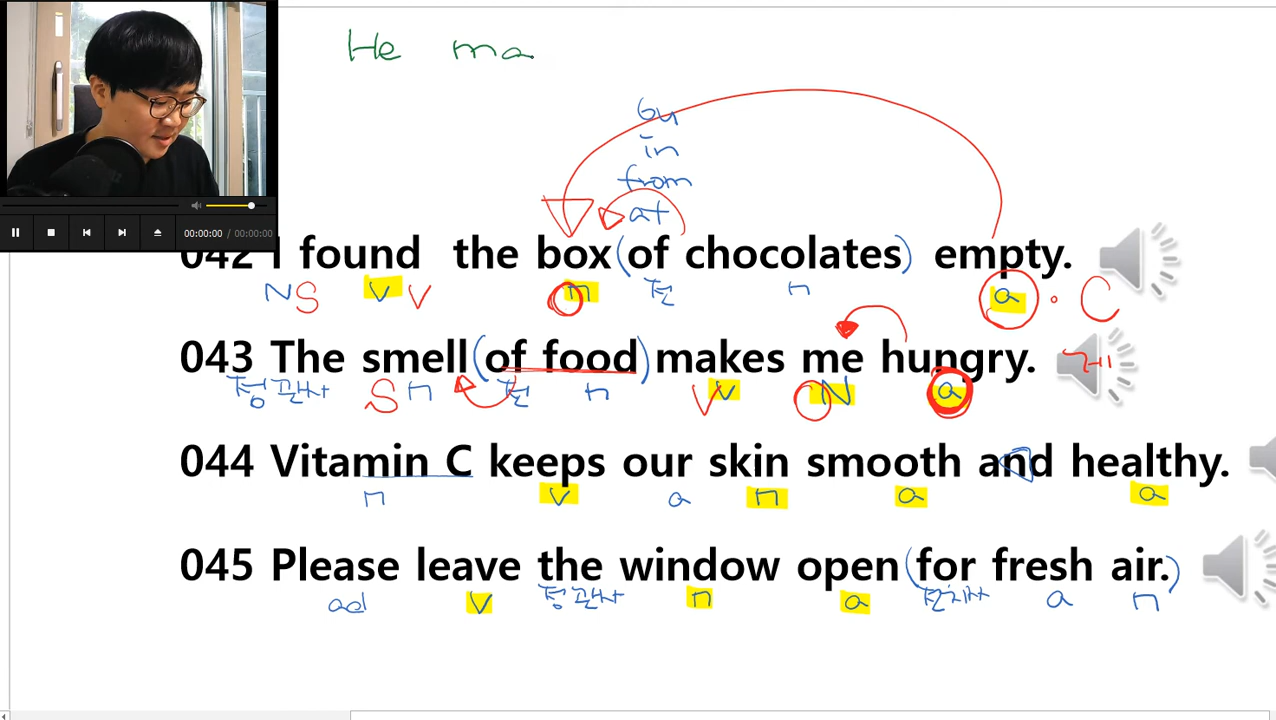 He ma
by
in
from
at
00:00:00 / 00:00:00
042 I found the box (of chocolates) empty.
N S v V n 전 n a · C
043 The smell (of food) makes me hungry. 게
정관사 S n 전 n V v O N a
044 Vitamin C keeps our skin smooth and healthy.
n v a n a a
045 Please leave the window open (for fresh air.)
ad v 정관사 n a 전치사 a n